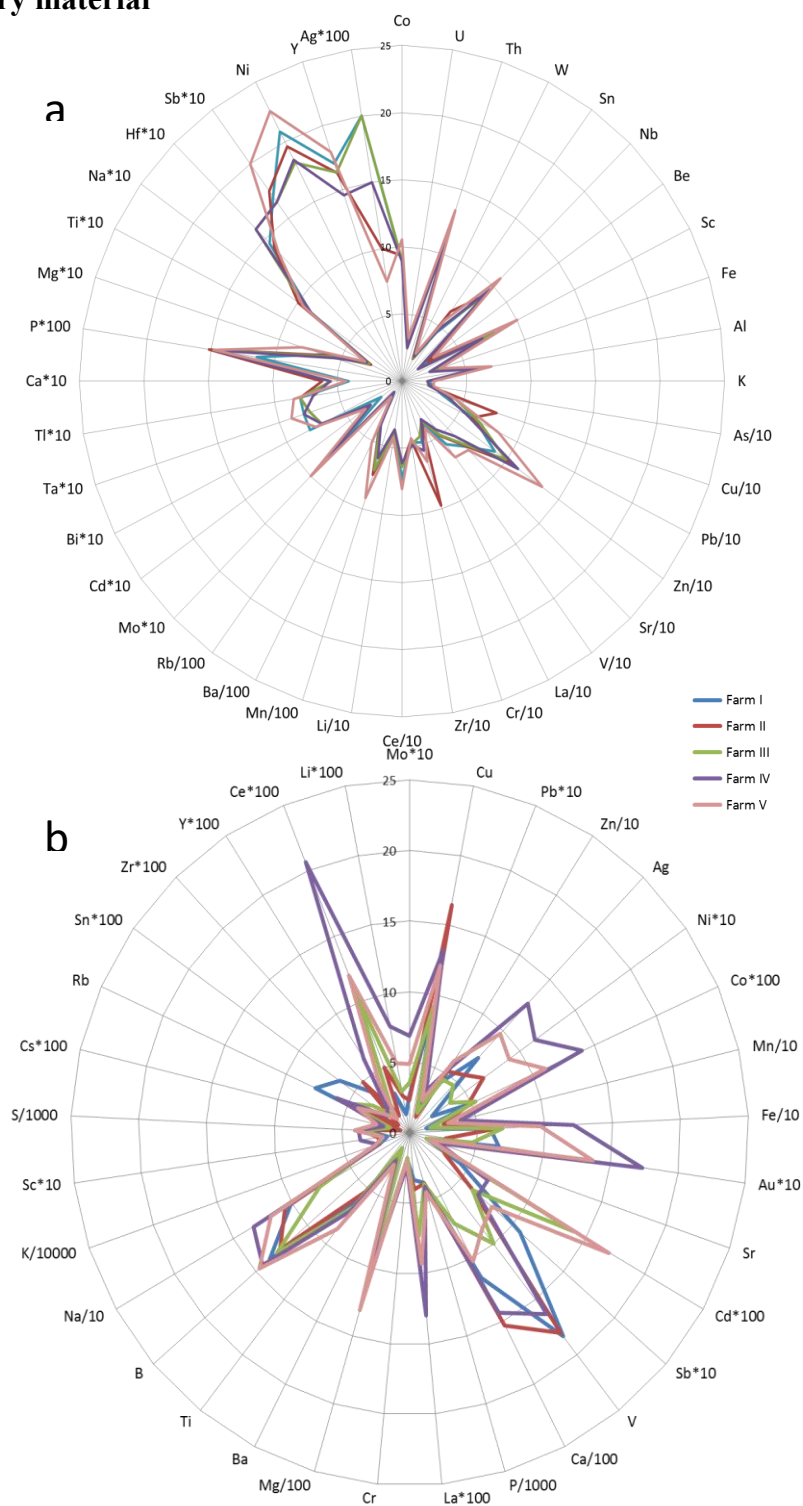 ry material
a
Co
U
Th
W
Sn
Nb
Be
Sc
Fe
Al
K
As/10
Cu/10
Pb/10
Zn/10
Sr/10
V/10
La/10
Cr/10
Zr/10
Ce/10
Li/10
Mn/100
Ba/100
Rb/100
Mo*10
Cd*10
Bi*10
Ta*10
Tl*10
Ca*10
P*100
Mg*10
Ti*10
Na*10
Hf*10
Sb*10
Ni
Y
Ag*100
25
20
15
10
5
0
Farm I
Farm II
Farm III
Farm IV
Farm V
b
Mo*10
Cu
Pb*10
Zn/10
Ag
Ni*10
Co*100
Mn/10
Fe/10
Au*10
Sr
Cd*100
Sb*10
V
Ca/100
P/1000
La*100
Cr
Mg/100
Ba
Ti
B
Na/10
K/10000
Sc*10
S/1000
Cs*100
Rb
Sn*100
Zr*100
Y*100
Ce*100
Li*100
25
20
15
10
5
0